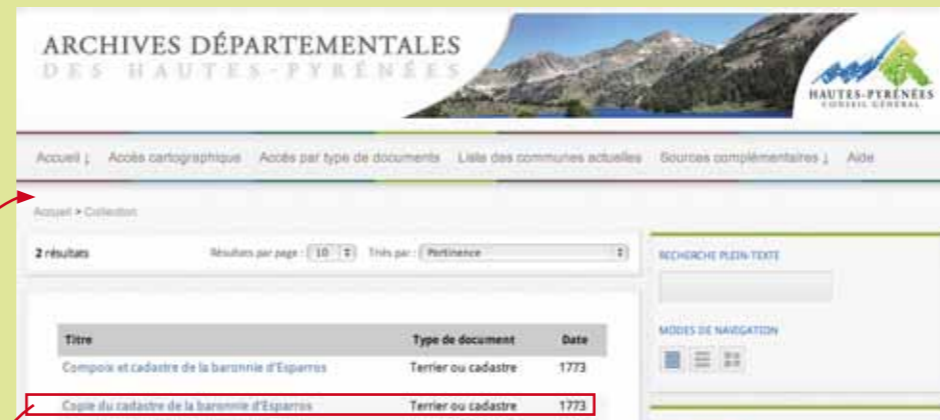 ARCHIVES DÉPARTEMENTALES
DES HAUTES-PYRÉNÉES
HAUTES-PYRÉNÉES
CONSEIL GÉNÉRAL
Accueil ↓ Accès cartographique Accès par type de documents Liste des communes actuelles Sources complémentaires ↓ Aide
Accueil > Collection
2 résultats Résultats par page : 10 Triés par : Pertinence
RECHERCHE PLEIN-TEXTE
MODES DE NAVIGATION
Titre Type de document Date
Compoix et cadastre de la baronnie d'Esparros Terrier ou cadastre 1773
Copie du cadastre de la baronnie d'Esparros Terrier ou cadastre 1773